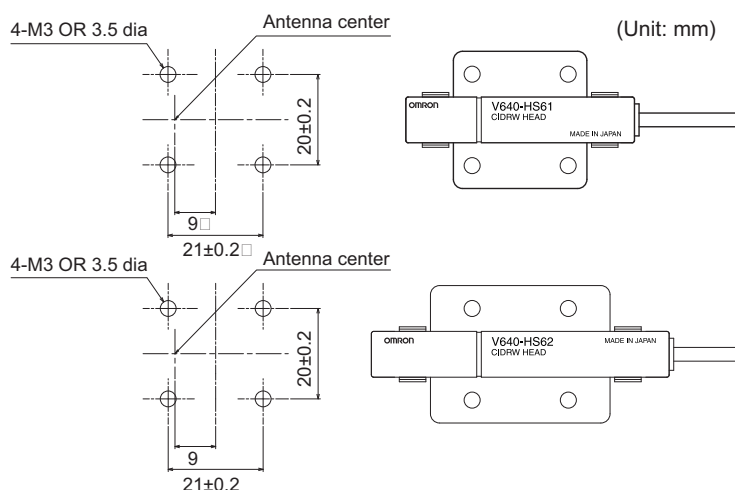 4-M3 OR 3.5 dia
Antenna center
(Unit: mm)
20±0.2
9□
21±0.2□
OMRON
V640-HS61
CIDRW HEAD
MADE IN JAPAN
4-M3 OR 3.5 dia
Antenna center
20±0.2
9
21±0.2
OMRON
V640-HS62
CIDRW HEAD
MADE IN JAPAN